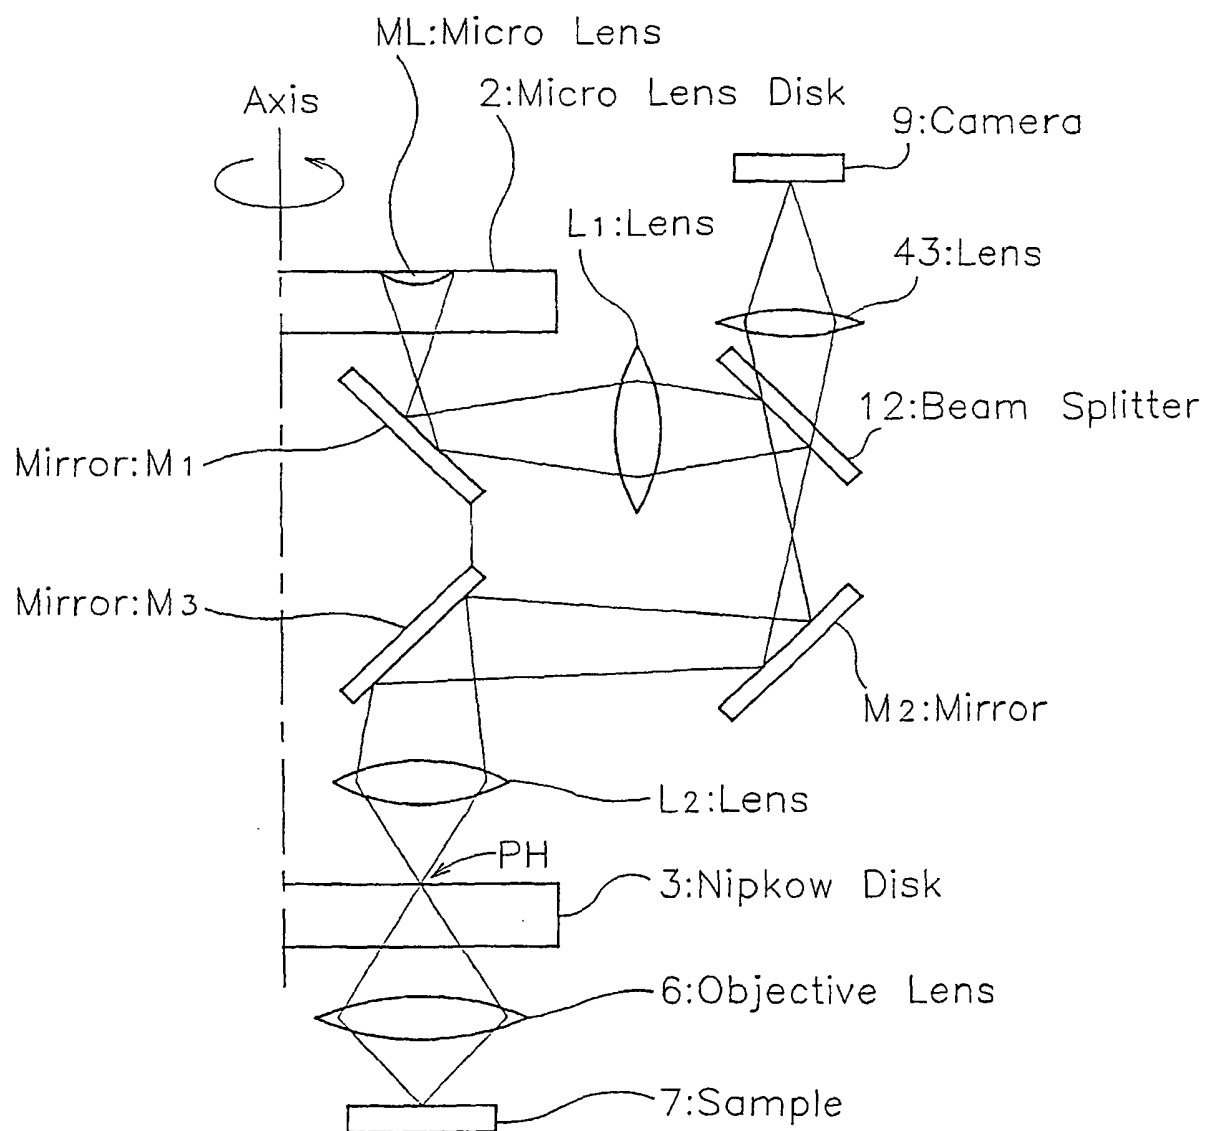 ML:Micro Lens
Axis
2:Micro Lens Disk
9:Camera
L1:Lens
43:Lens
12:Beam Splitter
Mirror:M1
Mirror:M3
M2:Mirror
L2:Lens
PH
3:Nipkow Disk
6:Objective Lens
7:Sample